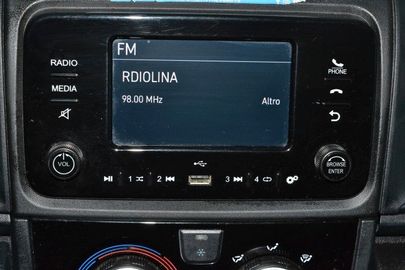 FM
RADIO
RDIOLINA
PHONE
MEDIA
98.00 MHz
Altro
VOL
BROWSE
ENTER
1
2
3
4